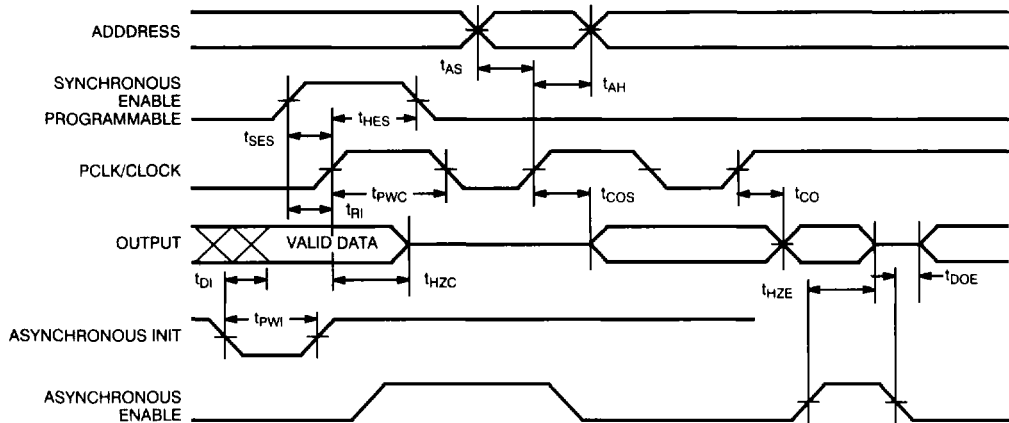 ADDDRESS
tAS
tAH
SYNCHRONOUS
ENABLE
PROGRAMMABLE
tSES
tHES
PCLK/CLOCK
tPWC
tRI
tCOS
tCO
OUTPUT
VALID DATA
tDI
tHZC
tHZE
tDOE
tPWI
ASYNCHRONOUS INIT
ASYNCHRONOUS
ENABLE